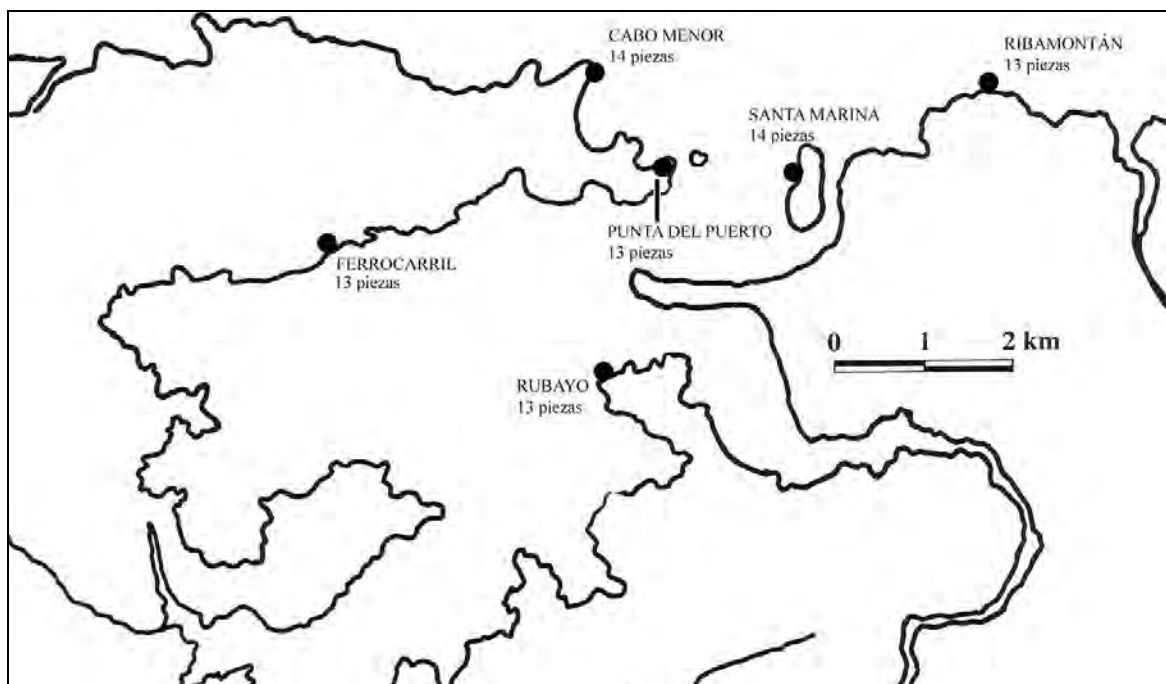 CABO MENOR
14 piezas
RIBAMONTÁN
13 piezas
SANTA MARINA
14 piezas
PUNTA DEL PUERTO
13 piezas
FERROCARRIL
13 piezas
0 1 2 km
RUBAYO
13 piezas